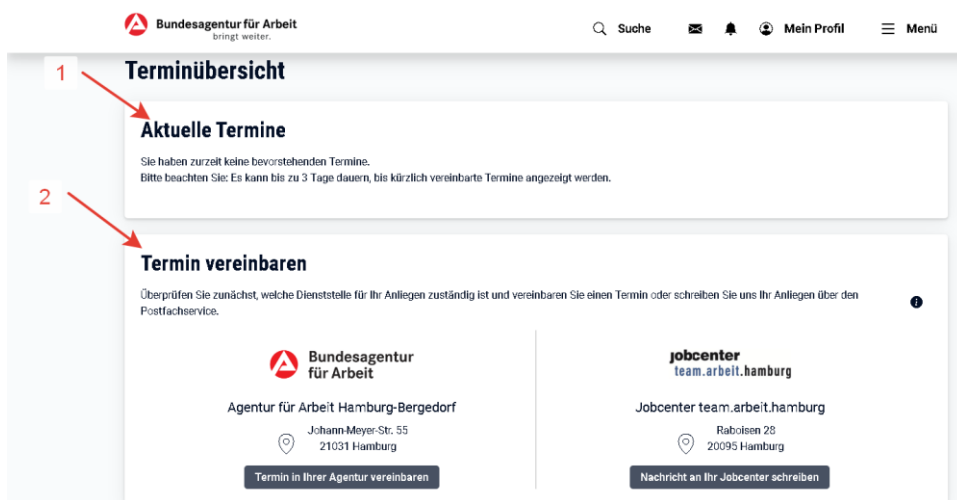 Bundesagentur für Arbeit
bringt weiter.
Suche
Mein Profil
Menü
1
Terminübersicht
Aktuelle Termine
Sie haben zurzeit keine bevorstehenden Termine.
Bitte beachten Sie: Es kann bis zu 3 Tage dauern, bis kürzlich vereinbarte Termine angezeigt werden.
2
Termin vereinbaren
Überprüfen Sie zunächst, welche Dienststelle für Ihr Anliegen zuständig ist und vereinbaren Sie einen Termin oder schreiben Sie uns Ihr Anliegen über den
Postfachservice.
Bundesagentur
für Arbeit
Agentur für Arbeit Hamburg-Bergedorf
Johann-Meyer-Str. 55
21031 Hamburg
Termin in Ihrer Agentur vereinbaren
jobcenter
team.arbeit.hamburg
Jobcenter team.arbeit.hamburg
Raboisen 28
20095 Hamburg
Nachricht an Ihr Jobcenter schreiben